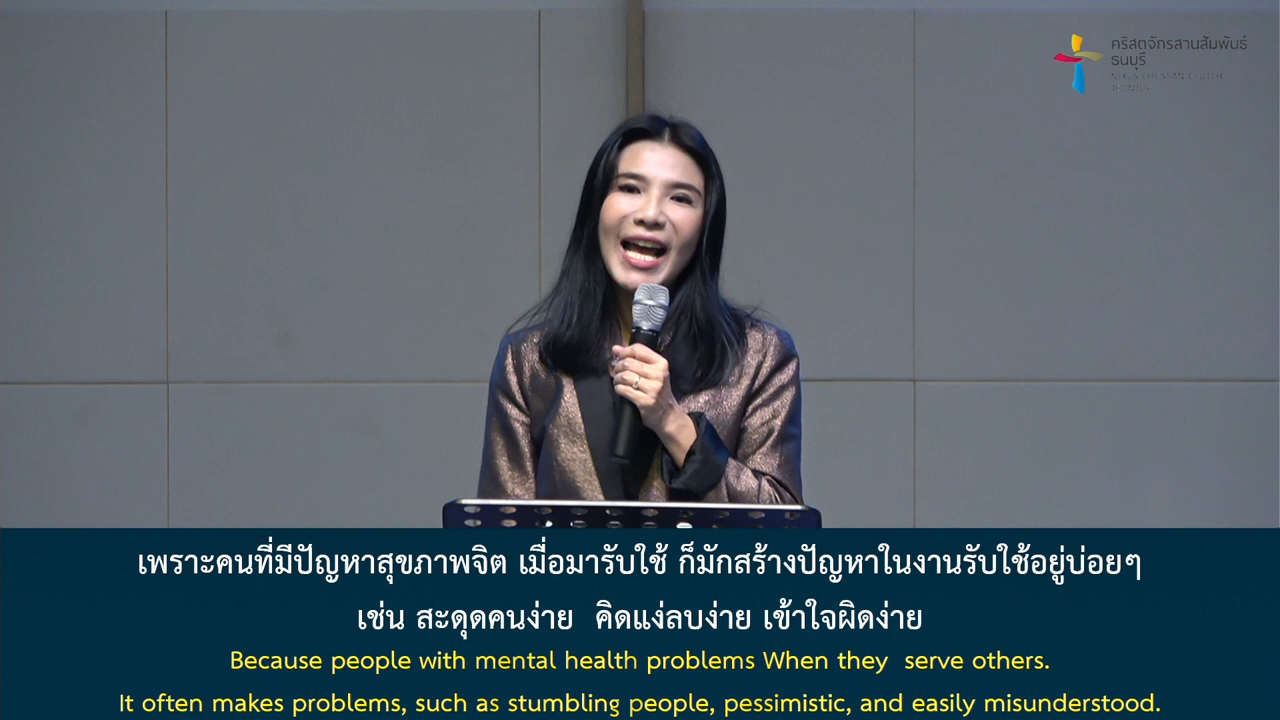 คริสตจักรสานสัมพันธ์
ธนบุรี
เพราะคนที่มีปัญหาสุขภาพจิต เมื่อมารับใช้ ก็มักสร้างปัญหาในงานรับใช้อยู่บ่อยๆ
เช่น สะดุดคนง่าย คิดแง่ลบง่าย เข้าใจผิดง่าย
Because people with mental health problems When they serve others.
It often makes problems, such as stumbling people, pessimistic, and easily misunderstood.